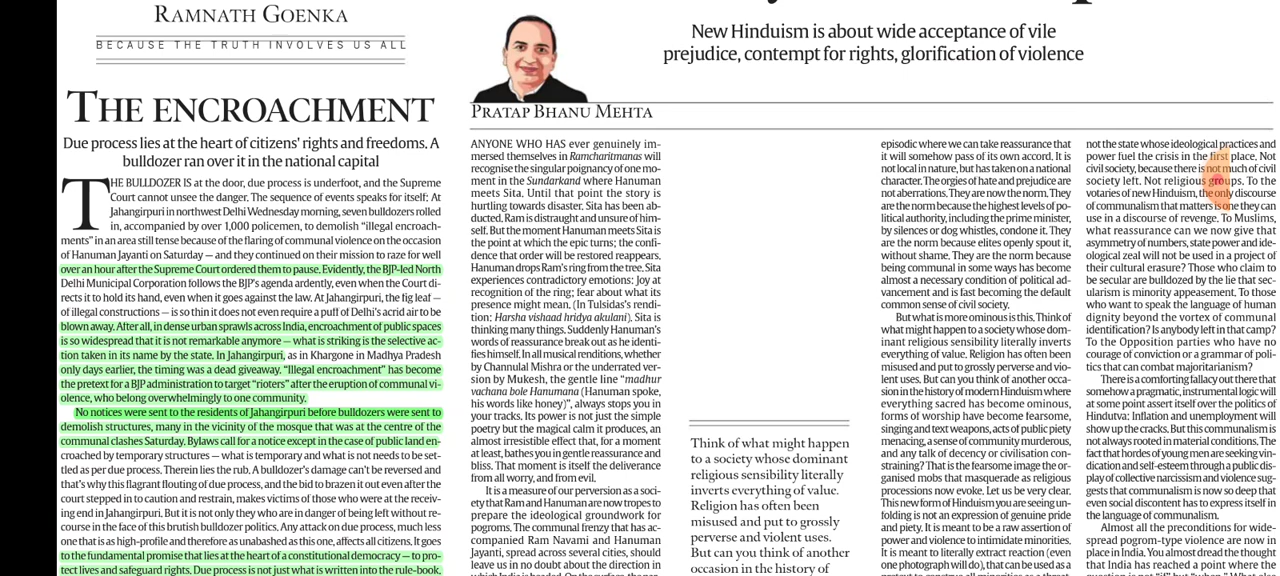 RAMNATH GOENKA
BECAUSE THE TRUTH INVOLVES US ALL
THE ENCROACHMENT
Due process lies at the heart of citizens' rights and freedoms. A
bulldozer ran over it in the national capital
THE BULLDOZER IS at the door, due process is underfoot, and the Supreme
Court cannot unsee the danger. The sequence of events speaks for itself: At
Jahangirpuri in northwest Delhi Wednesday morning, seven bulldozers rolled
in, accompanied by over 1,000 policemen, to demolish "illegal encroach-
ments" in an area still tense because of the flaring of communal violence on the occasion
of Hanuman Jayanti on Saturday — and they continued on their mission to raze for well
over an hour after the Supreme Court ordered them to pause. Evidently, the BJP-led North
Delhi Municipal Corporation follows the BJP's agenda ardently, even when the Court di-
rects it to hold its hand, even when it goes against the law. At Jahangirpuri, the fig leaf —
of illegal constructions — is so thin it does not even require a puff of Delhi's acrid air to be
blown away. After all, in dense urban sprawls across India, encroachment of public spaces
is so widespread that it is not remarkable anymore — what is striking is the selective ac-
tion taken in its name by the state. In Jahangirpuri, as in Khargone in Madhya Pradesh
only days earlier, the timing was a dead giveaway. "Illegal encroachment" has become
the pretext for a BJP administration to target "rioters" after the eruption of communal vi-
olence, who belong overwhelmingly to one community.
No notices were sent to the residents of Jahangirpuri before bulldozers were sent to
demolish structures, many in the vicinity of the mosque that was at the centre of the
communal clashes Saturday. Bylaws call for a notice except in the case of public land en-
croached by temporary structures — what is temporary and what is not needs to be set-
tled as per due process. Therein lies the rub. A bulldozer's damage can't be reversed and
that's why this flagrant flouting of due process, and the bid to brazen it out even after the
court stepped in to caution and restrain, makes victims of those who were at the receiv-
ing end in Jahangirpuri. But it is not only they who are in danger of being left without re-
course in the face of this brutish bulldozer politics. Any attack on due process, much less
one that is as high-profile and therefore as unabashed as this one, affects all citizens. It goes
to the fundamental promise that lies at the heart of a constitutional democracy — to pro-
tect lives and safeguard rights. Due process is not just what is written into the rule-book,
New Hinduism is about wide acceptance of vile
prejudice, contempt for rights, glorification of violence
PRATAP BHANU MEHTA
ANYONE WHO HAS ever genuinely im-
mersed themselves in Ramcharitmanas will
recognise the singular poignancy of one mo-
ment in the Sundarkand where Hanuman
meets Sita. Until that point the story is
hurtling towards disaster. Sita has been ab-
ducted. Ram is distraught and unsure of him-
self. But the moment Hanuman meets Sita is
the point at which the epic turns; the confi-
dence that order will be restored reappears.
Hanuman drops Ram's ring from the tree. Sita
experiences contradictory emotions: Joy at
recognition of the ring; fear about what its
presence might mean. (In Tulsidas's rendi-
tion: Harsha vishaad hridya akulani). Sita is
thinking many things. Suddenly Hanuman's
words of reassurance break out as he identi-
fies himself. In all musical renditions, whether
by Channulal Mishra or the underrated ver-
sion by Mukesh, the gentle line "madhur
vachana bole Hanumana (Hanuman spoke,
his words like honey)", always stops you in
your tracks. Its power is not just the simple
poetry but the magical calm it produces, an
almost irresistible effect that, for a moment
at least, bathes you in gentle reassurance and
bliss. That moment is itself the deliverance
from all worry, and from evil.
It is a measure of our perversion as a soci-
ety that Ram and Hanuman are now tropes to
prepare the ideological groundwork for
pogroms. The communal frenzy that has ac-
companied Ram Navami and Hanuman
Jayanti, spread across several cities, should
leave us in no doubt about the direction in
Think of what might happen
to a society whose dominant
religious sensibility literally
inverts everything of value.
Religion has often been
misused and put to grossly
perverse and violent uses.
But can you think of another
occasion in the history of
episode where we can take reassurance that
it will somehow pass of its own accord. It is
not local in nature, but has taken on a national
character. The orgies of hate and prejudice are
not aberrations. They are now the norm. They
are the norm because the highest levels of po-
litical authority, including the prime minister,
by silences or dog whistles, condone it. They
are the norm because elites openly spout it,
without shame. They are the norm because
being communal in some ways has become
almost a necessary condition of political ad-
vancement and is fast becoming the default
common sense of civil society.
But what is more ominous is this. Think of
what might happen to a society whose dom-
inant religious sensibility literally inverts
everything of value. Religion has often been
misused and put to grossly perverse and vio-
lent uses. But can you think of another occa-
sion in the history of modern Hinduism where
everything sacred has become ominous,
forms of worship have become fearsome,
singing and text weapons, acts of public piety
menacing, a sense of community murderous,
and any talk of decency or civilisation con-
straining? That is the fearsome image the or-
ganised mobs that masquerade as religious
processions now evoke. Let us be very clear.
This new form of Hinduism you are seeing un-
folding is not an expression of genuine pride
and piety. It is meant to be a raw assertion of
power and violence to intimidate minorities.
It is meant to literally extract reaction (even
one photograph will do), that can be used as a
not the state whose ideological practices and
power fuel the crisis in the first place. Not
civil society, because there is not much of civil
society left. Not religious groups. To the
votaries of new Hinduism, the only discourse
of communalism that matters is one they can
use in a discourse of revenge. To Muslims,
what reassurance can we now give that
asymmetry of numbers, state power and ide-
ological zeal will not be used in a project of
their cultural erasure? Those who claim to
be secular are bulldozed by the lie that sec-
ularism is minority appeasement. To those
who want to speak the language of human
dignity beyond the vortex of communal
identification? Is anybody left in that camp?
To the Opposition parties who have no
courage of conviction or a grammar of poli-
tics that can combat majoritarianism?
There is a comforting fallacy out there that
somehow a pragmatic, instrumental logic will
at some point assert itself over the politics of
Hindutva: Inflation and unemployment will
show up the cracks. But this communalism is
not always rooted in material conditions. The
fact that hordes of young men are seeking vin-
dication and self-esteem through a public dis-
play of collective narcissism and violence sug-
gests that communalism is now so deep that
even social discontent has to express itself in
the language of communalism.
Almost all the preconditions for wide-
spread pogrom-type violence are now in
place in India. You almost dread the thought
that India has reached a point where the